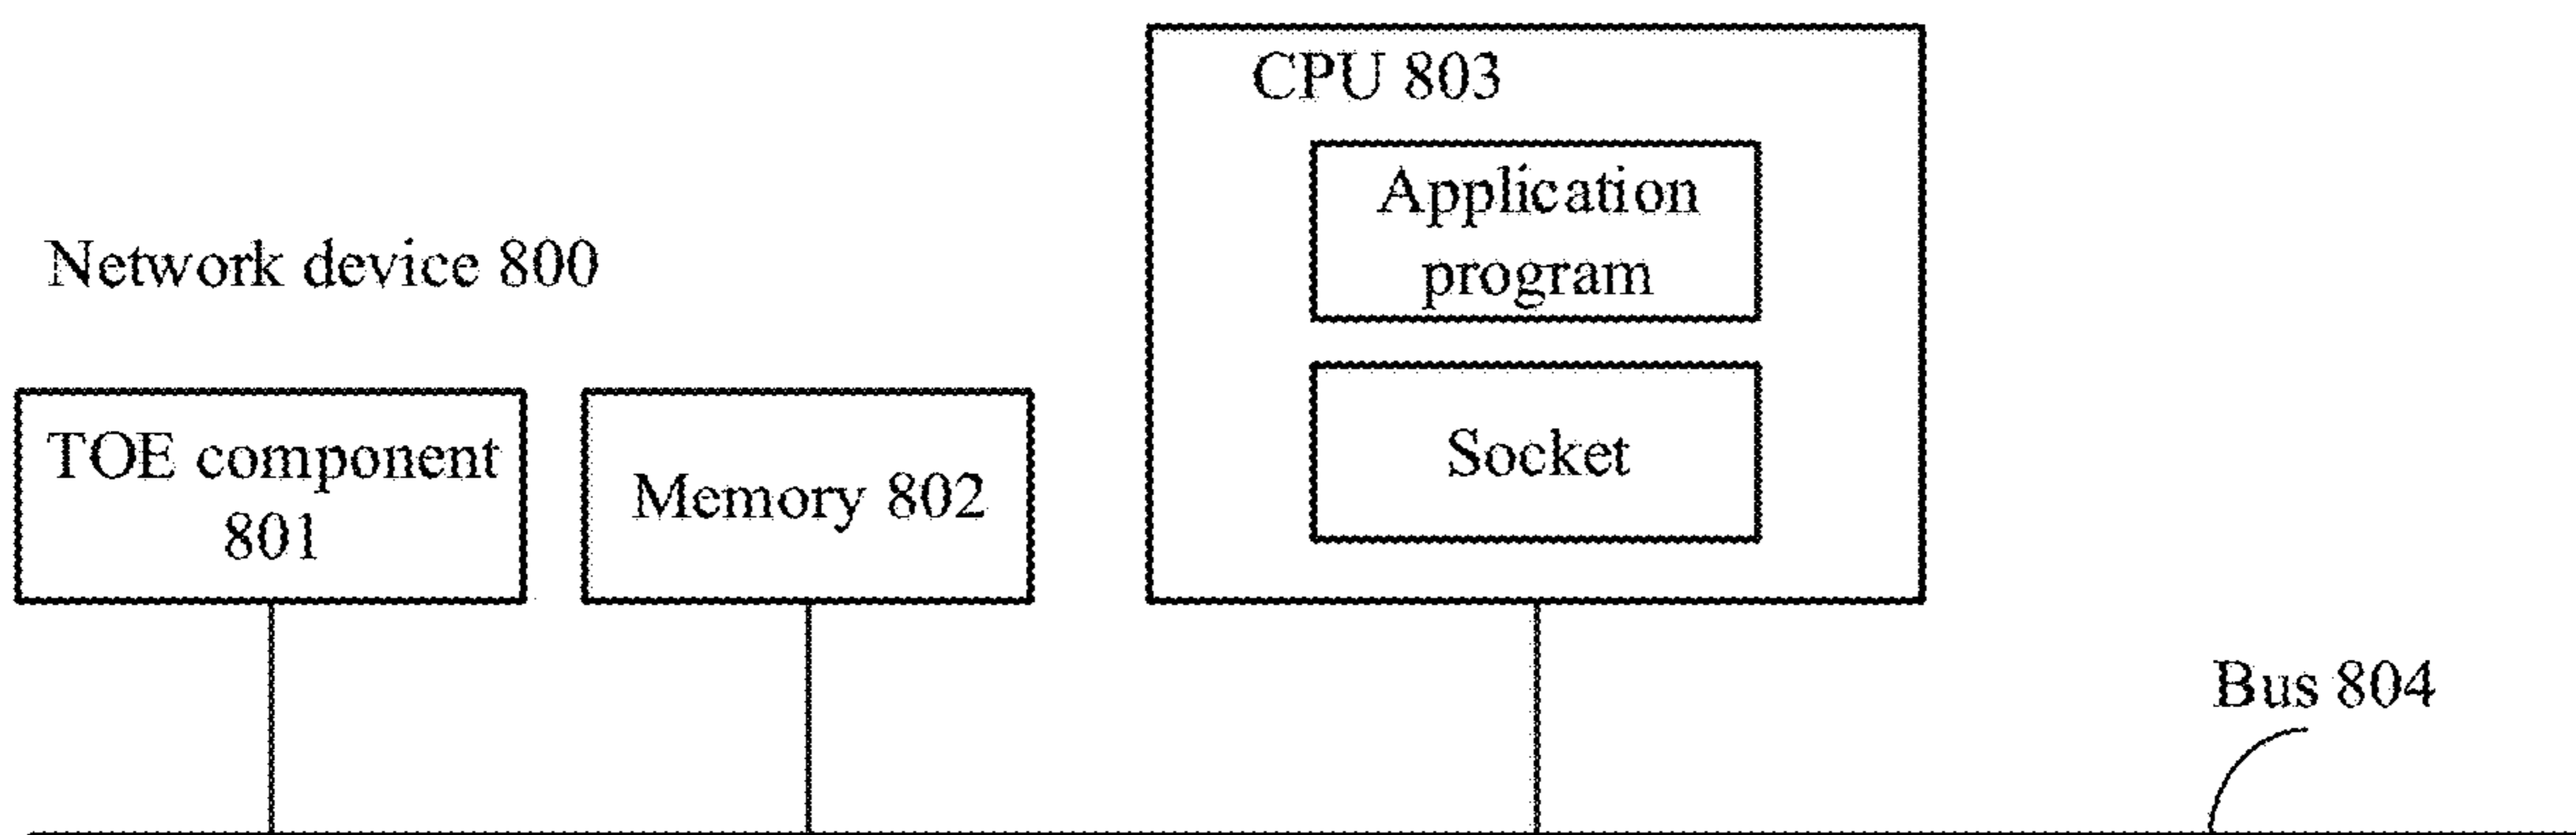 CPU 803
Application
program
Network device 800
TOE component
801
Memory 802
Socket
Bus 804